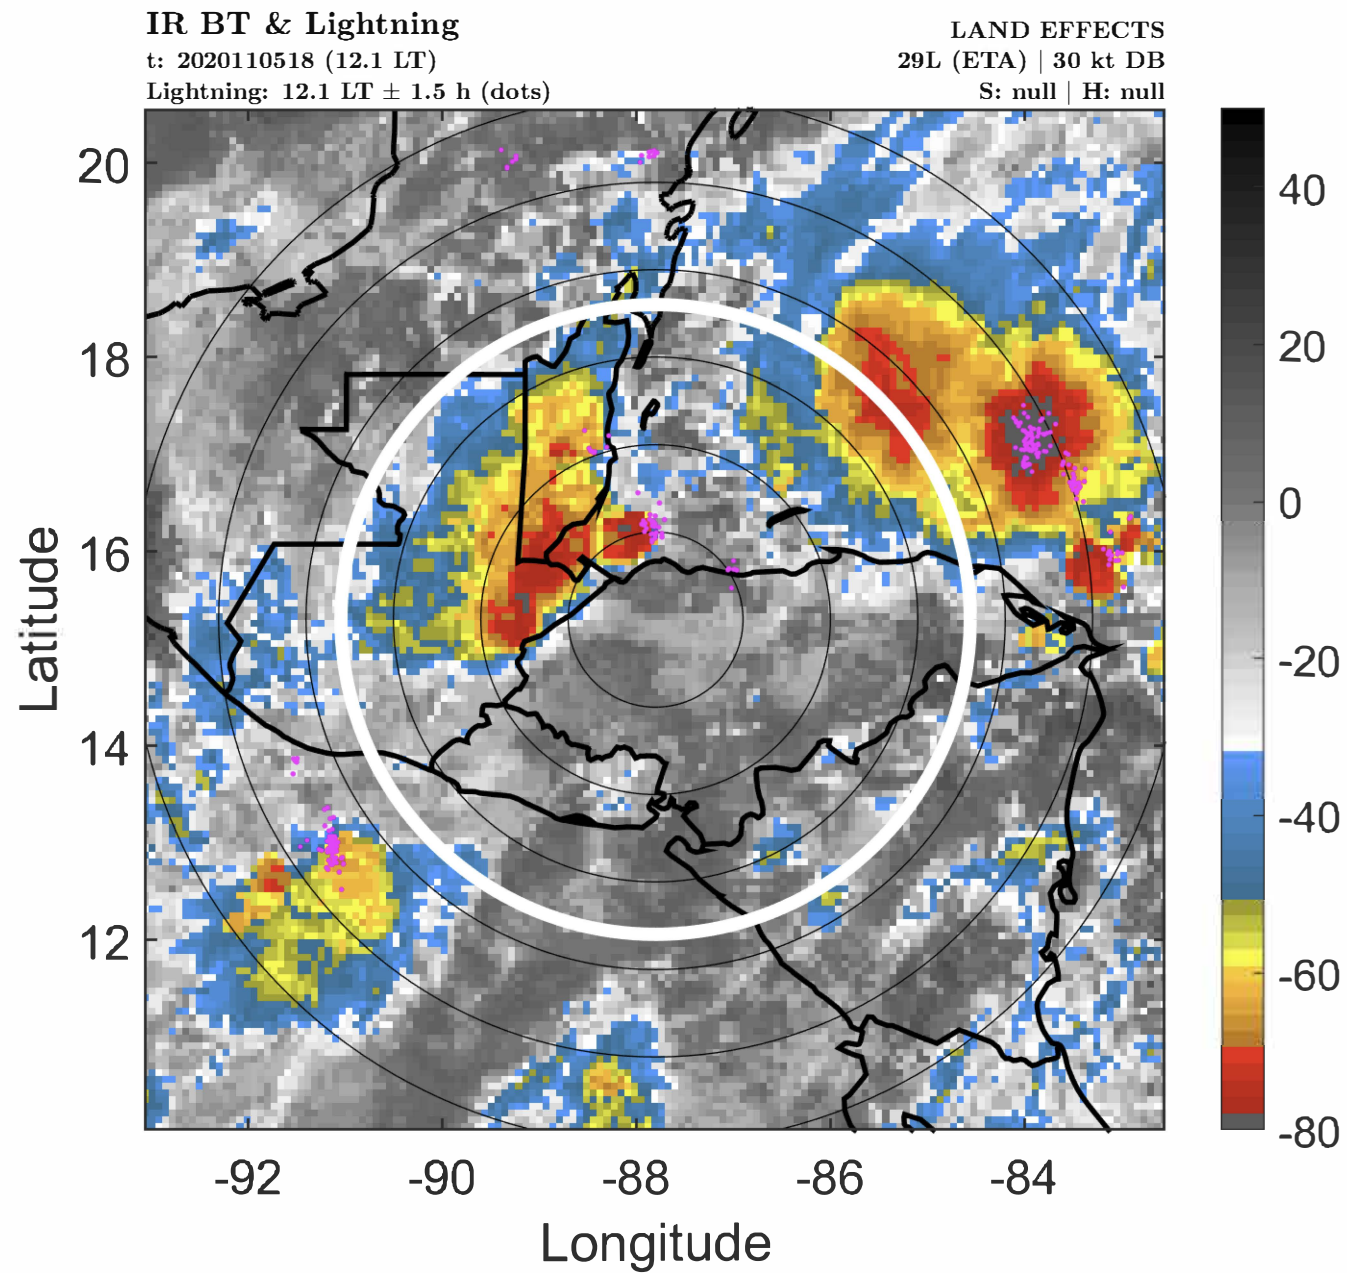 IR BT & Lightning
t: 2020110518 (12.1 LT)
Lightning: 12.1 LT ± 1.5 h (dots)
LAND EFFECTS
29L (ETA) | 30 kt DB
S: null | H: null
20
18
16
14
12
Latitude
-92
-90
-88
-86
-84
Longitude
40
20
0
-20
-40
-60
-80